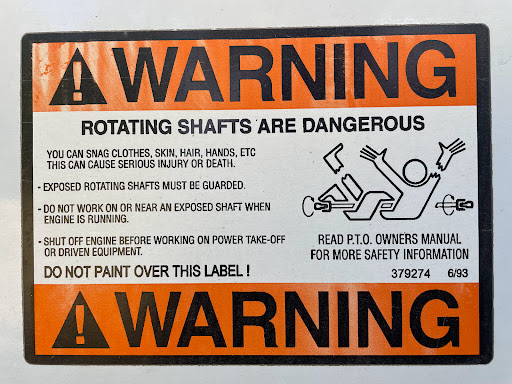 WARNING
ROTATING SHAFTS ARE DANGEROUS
YOU CAN SNAG CLOTHES, SKIN, HAIR, HANDS, ETC
THIS CAN CAUSE SERIOUS INJURY OR DEATH.
- EXPOSED ROTATING SHAFTS MUST BE GUARDED.
- DO NOT WORK ON OR NEAR AN EXPOSED SHAFT WHEN
ENGINE IS RUNNING.
- SHUT OFF ENGINE BEFORE WORKING ON POWER TAKE-OFF
OR DRIVEN EQUIPMENT.
DO NOT PAINT OVER THIS LABEL !
READ P.T.O. OWNERS MANUAL
FOR MORE SAFETY INFORMATION
379274 6/93
WARNING